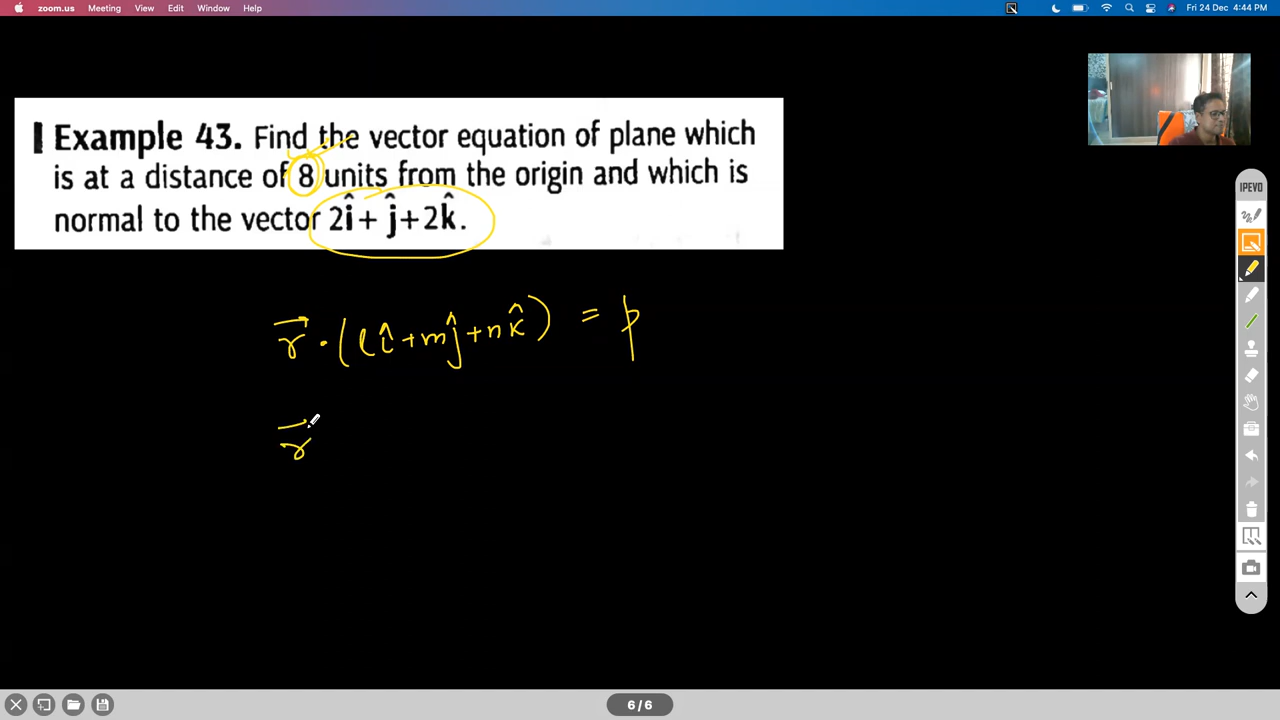 zoom.us Meeting View Edit Window Help Fri 24 Dec 4:44 PM
Example 43. Find the vector equation of plane which
is at a distance of 8 units from the origin and which is
normal to the vector 2î + ĵ + 2k̂.
IPEVO
r⃗ · (lî + mĵ + nk̂) = p
r⃗
6 / 6